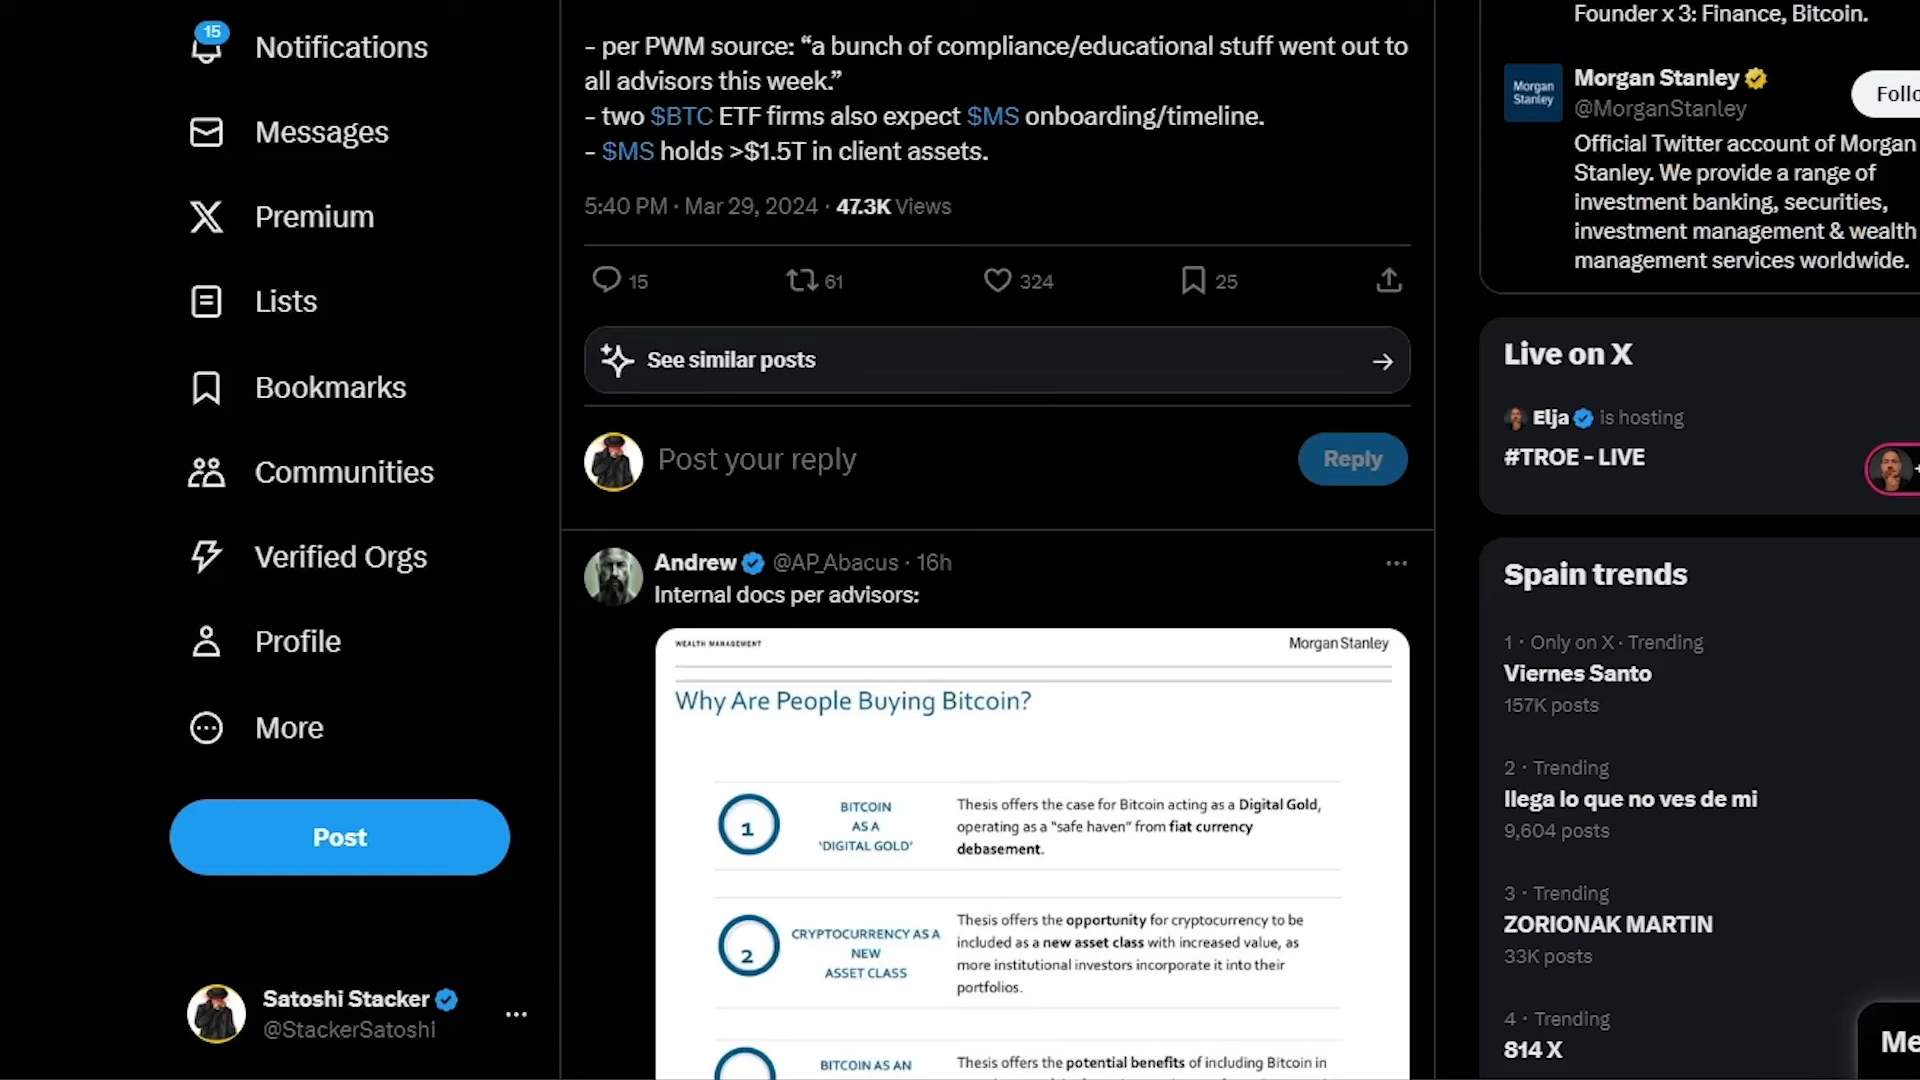 15
Notifications
Messages
Premium
Lists
Bookmarks
Communities
Verified Orgs
Profile
More
Post
Satoshi Stacker
@StackerSatoshi
- per PWM source: “a bunch of compliance/educational stuff went out to
all advisors this week.”
- two $BTC ETF firms also expect $MS onboarding/timeline.
- $MS holds >$1.5T in client assets.
5:40 PM · Mar 29, 2024 · 47.3K Views
15 61 324 25
See similar posts
Post your reply
Reply
Andrew @AP_Abacus · 16h
Internal docs per advisors:
WEALTH MANAGEMENT
Morgan Stanley
Why Are People Buying Bitcoin?
1
BITCOIN
AS A
'DIGITAL GOLD'
Thesis offers the case for Bitcoin acting as a Digital Gold,
operating as a "safe haven" from fiat currency
debasement.
2
CRYPTOCURRENCY AS A
NEW
ASSET CLASS
Thesis offers the opportunity for cryptocurrency to be
included as a new asset class with increased value, as
more institutional investors incorporate it into their
portfolios.
BITCOIN AS AN
Thesis offers the potential benefits of including Bitcoin in
Founder x 3: Finance, Bitcoin.
Morgan
Stanley
Morgan Stanley
@MorganStanley
Follo
Official Twitter account of Morgan
Stanley. We provide a range of
investment banking, securities,
investment management & wealth
management services worldwide.
Live on X
Elja is hosting
#TROE - LIVE
Spain trends
1 · Only on X · Trending
Viernes Santo
157K posts
2 · Trending
llega lo que no ves de mi
9,604 posts
3 · Trending
ZORIONAK MARTIN
33K posts
4 · Trending
814 X
Me